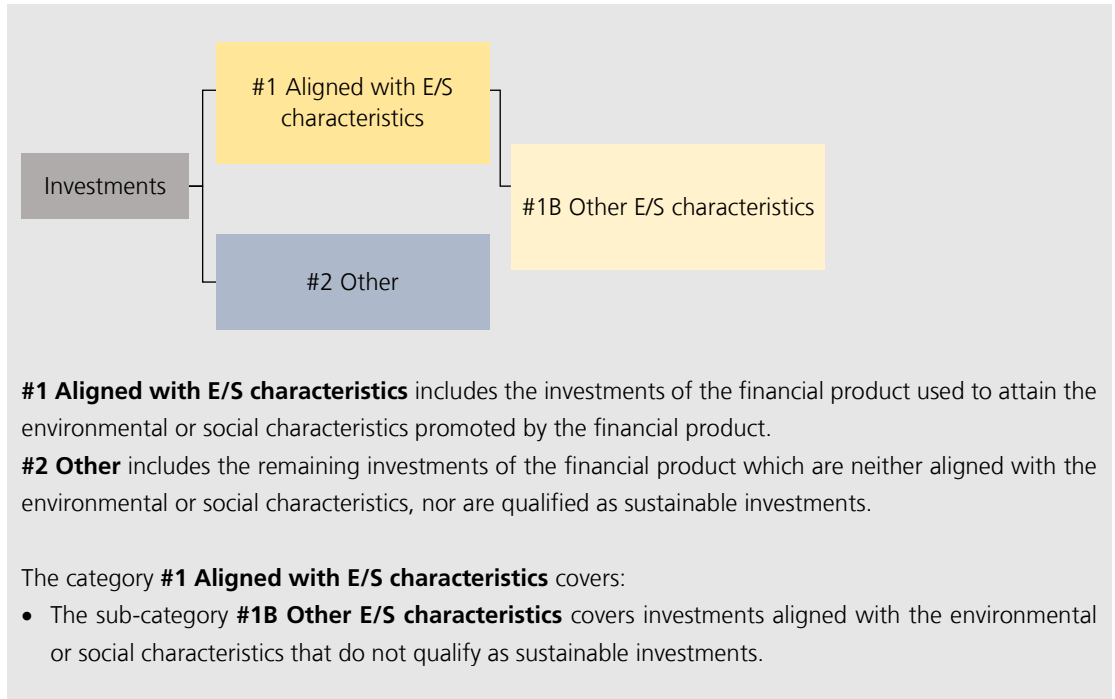 #1 Aligned with E/S
characteristics
Investments
#1B Other E/S characteristics
#2 Other
#1 Aligned with E/S characteristics includes the investments of the financial product used to attain the
environmental or social characteristics promoted by the financial product.
#2 Other includes the remaining investments of the financial product which are neither aligned with the
environmental or social characteristics, nor are qualified as sustainable investments.
The category #1 Aligned with E/S characteristics covers:
• The sub-category #1B Other E/S characteristics covers investments aligned with the environmental
or social characteristics that do not qualify as sustainable investments.